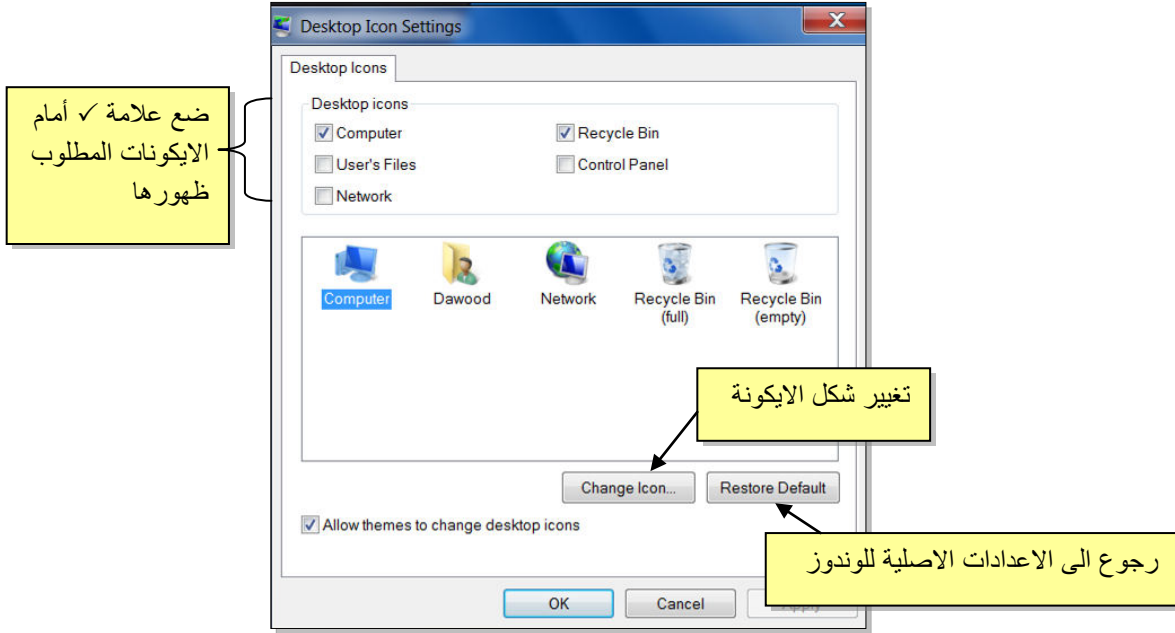 Desktop Icon Settings
X
Desktop Icons
Desktop icons
Computer
Recycle Bin
User's Files
Control Panel
Network
ضع علامة ✓ أمام
الايكونات المطلوب
ظهورها
Computer
Dawood
Network
Recycle Bin
(full)
Recycle Bin
(empty)
تغيير شكل الايكونة
Change Icon...
Restore Default
Allow themes to change desktop icons
رجوع الى الاعدادات الاصلية للوندوز
OK
Cancel